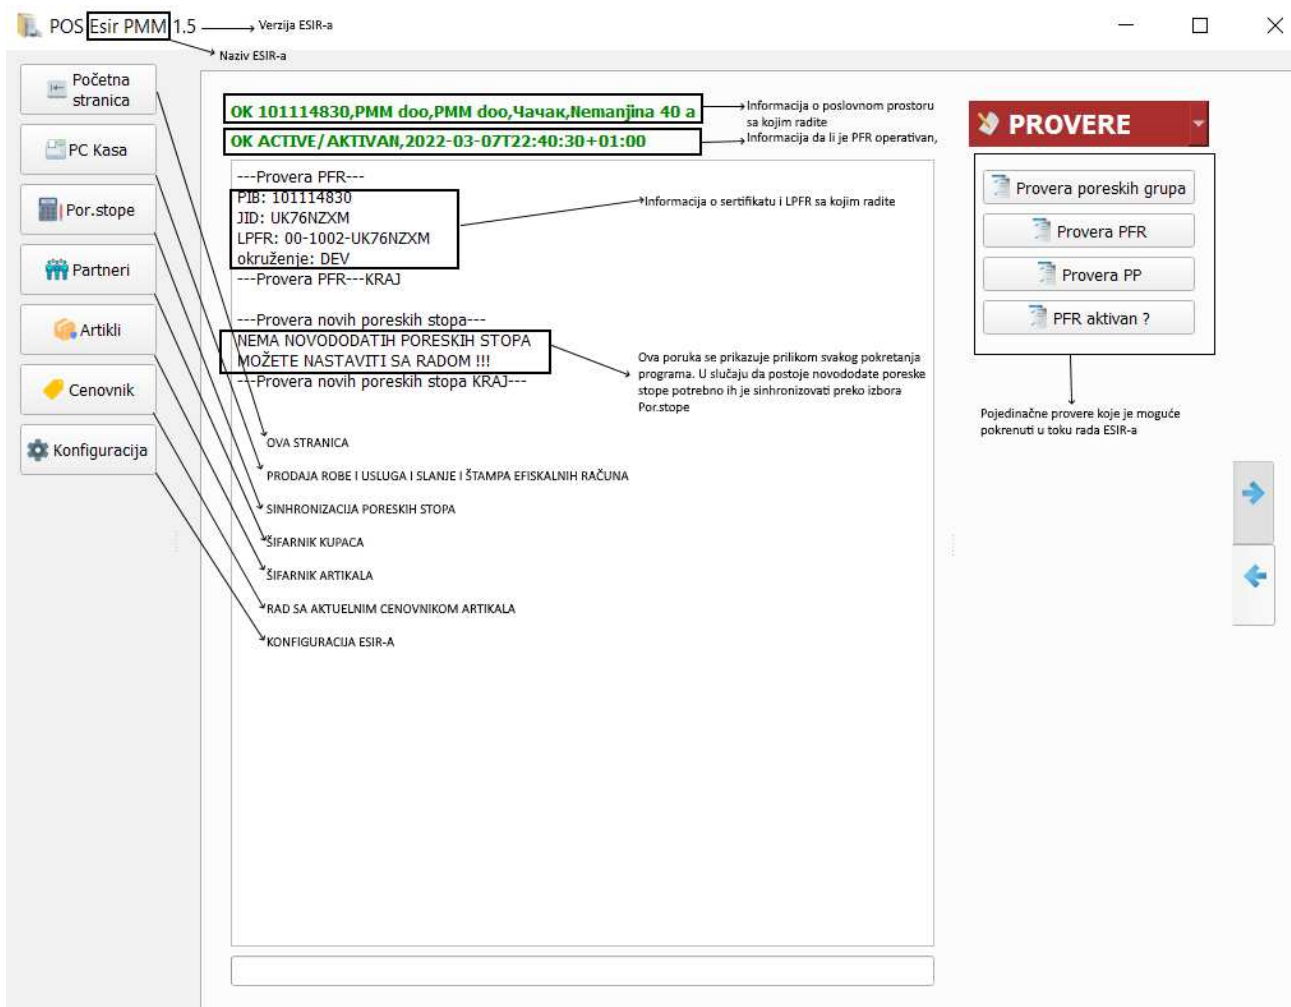 POS Esir PMM 1.5
Verzija ESIR-a
Naziv ESIR-a
Početna
stranica
PC Kasa
Por.stope
Partneri
Artikli
Cenovnik
Konfiguracija
OK 101114830,PMM doo,PMM doo,Чачак,Nemanjina 40 a
Informacija o poslovnom prostoru
sa kojim radite
OK ACTIVE/AKTIVAN,2022-03-07T22:40:30+01:00
Informacija da li je PFR operativan,
---Provera PFR---
PIB: 101114830
JID: UK76NZXM
LPFR: 00-1002-UK76NZXM
okruženje: DEV
---Provera PFR---KRAJ
Informacija o sertifikatu i LPFR sa kojim radite
---Provera novih poreskih stopa---
NEMA NOVODODATIH PORESKIH STOPA
MOŽETE NASTAVITI SA RADOM !!!
---Provera novih poreskih stopa KRAJ---
Ova poruka se prikazuje prilikom svakog pokretanja
programa. U slučaju da postoje novododate poreske
stope potrebno ih je sinhronizovati preko izbora
Por.stope
OVA STRANICA
PRODAJA ROBE I USLUGA I SLANJE I ŠTAMPA EFISKALNIH RAČUNA
SINHRONIZACIJA PORESKIH STOPA
ŠIFARNIK KUPACA
ŠIFARNIK ARTIKALA
RAD SA AKTUELNIM CENOVNIKOM ARTIKALA
KONFIGURACIJA ESIR-A
PROVERE
Provera poreskih grupa
Provera PFR
Provera PP
PFR aktivan ?
Pojedinačne provere koje je moguće
pokrenuti u toku rada ESIR-a